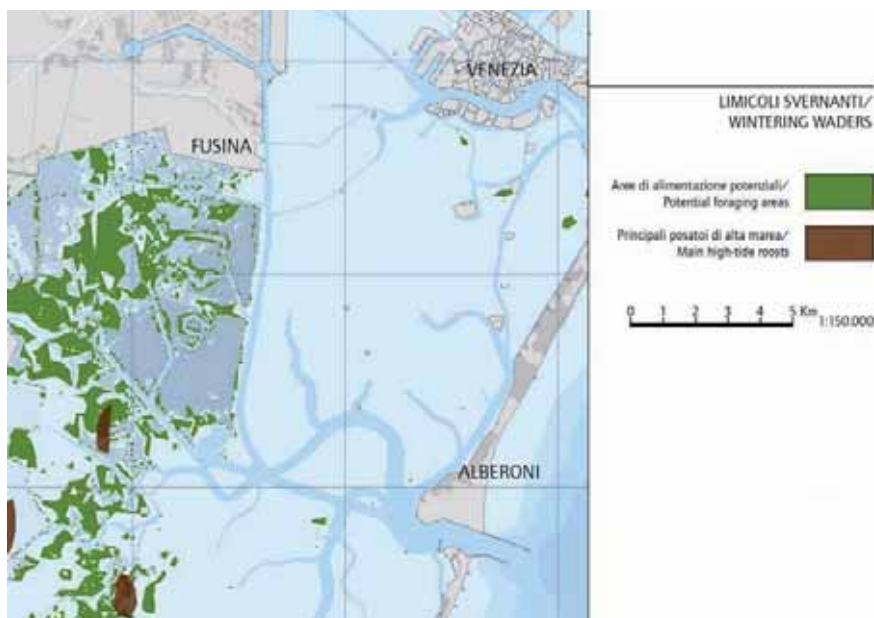 VENEZIA
FUSINA
ALBERONI
LIMICOLI SVERNANTI/
WINTERING WADERS
Aree di alimentazione potenziali/
Potential foraging areas
Principali posatoi di alta marea/
Main high-tide roosts
0 1 2 3 4 5 Km
1:150.000